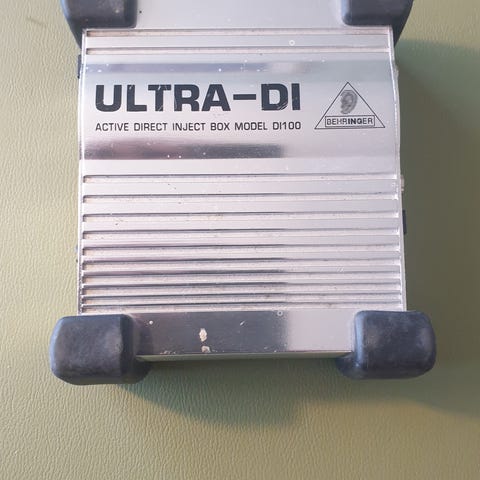 ULTRA-DI
ACTIVE DIRECT INJECT BOX MODEL DI100
BEHRINGER